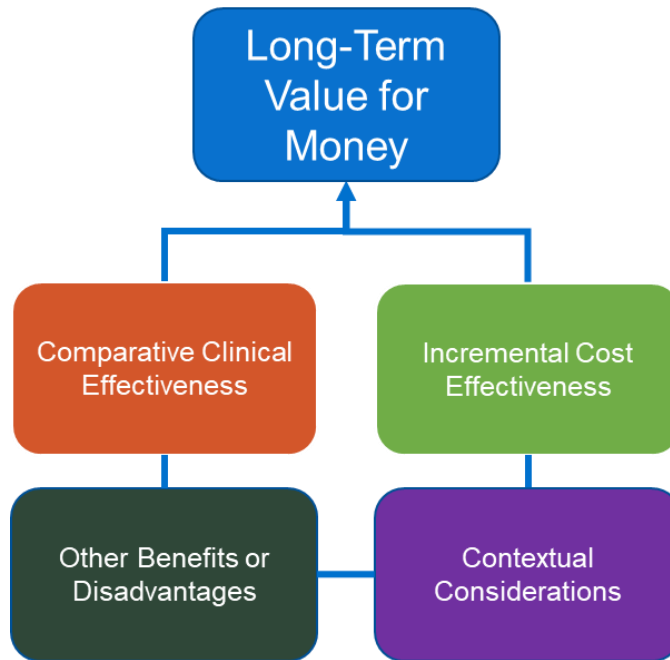 Long-Term
Value for
Money
Comparative Clinical
Effectiveness
Incremental Cost
Effectiveness
Other Benefits or
Disadvantages
Contextual
Considerations